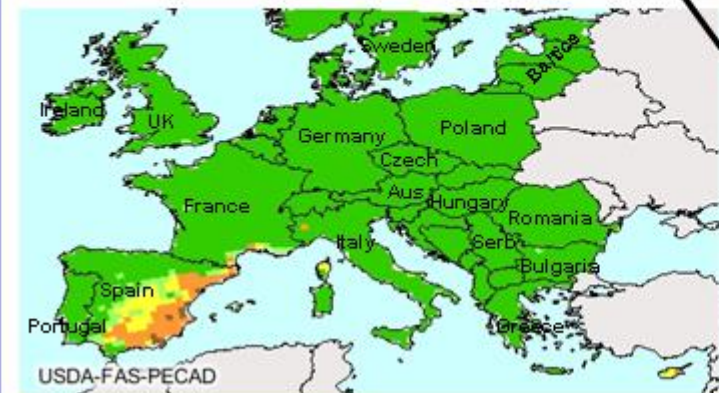 Sweden
Baltice
Ireland
UK
Germany
Poland
Czech
France
Aus
Hungary
Romania
Italy
Serb
Bulgaria
Spain
Portugal
Greece
USDA-FAS-PECAD